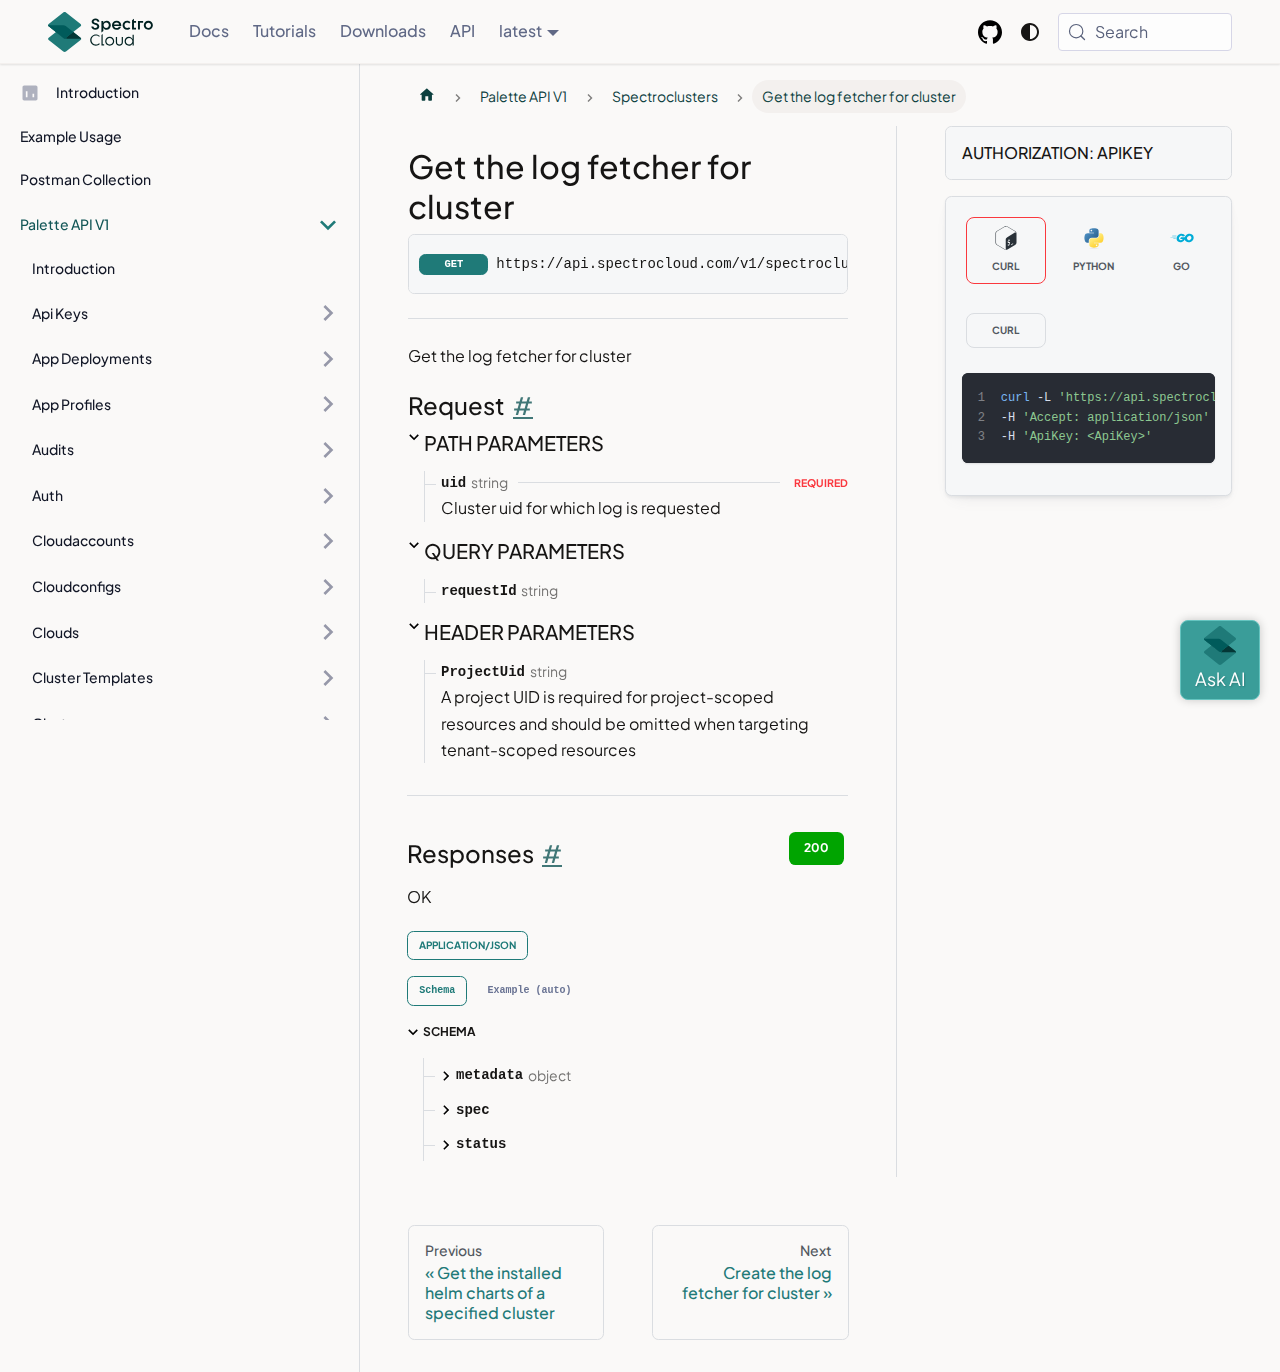 Spectro Cloud
Docs
Tutorials
Downloads
API
latest
Search
Introduction
Example Usage
Postman Collection
Palette API V1
Introduction
Api Keys
App Deployments
App Profiles
Audits
Auth
Cloudaccounts
Cloudconfigs
Clouds
Cluster Templates
Palette API V1
Spectroclusters
Get the log fetcher for cluster
Get the log fetcher for
cluster
GET https://api.spectrocloud.com/v1/spectroclu
Get the log fetcher for cluster
Request #
PATH PARAMETERS
uid string REQUIRED
Cluster uid for which log is requested
QUERY PARAMETERS
requestId string
HEADER PARAMETERS
ProjectUid string
A project UID is required for project-scoped
resources and should be omitted when targeting
tenant-scoped resources
Responses #
200
OK
APPLICATION/JSON
Schema
Example (auto)
SCHEMA
metadata object
spec
status
Previous
« Get the installed
helm charts of a
specified cluster
Next
Create the log
fetcher for cluster »
AUTHORIZATION: APIKEY
CURL
PYTHON
GO
CURL
1 curl -L 'https://api.spectrocl
2 -H 'Accept: application/json'
3 -H 'ApiKey: <ApiKey>'
Ask AI